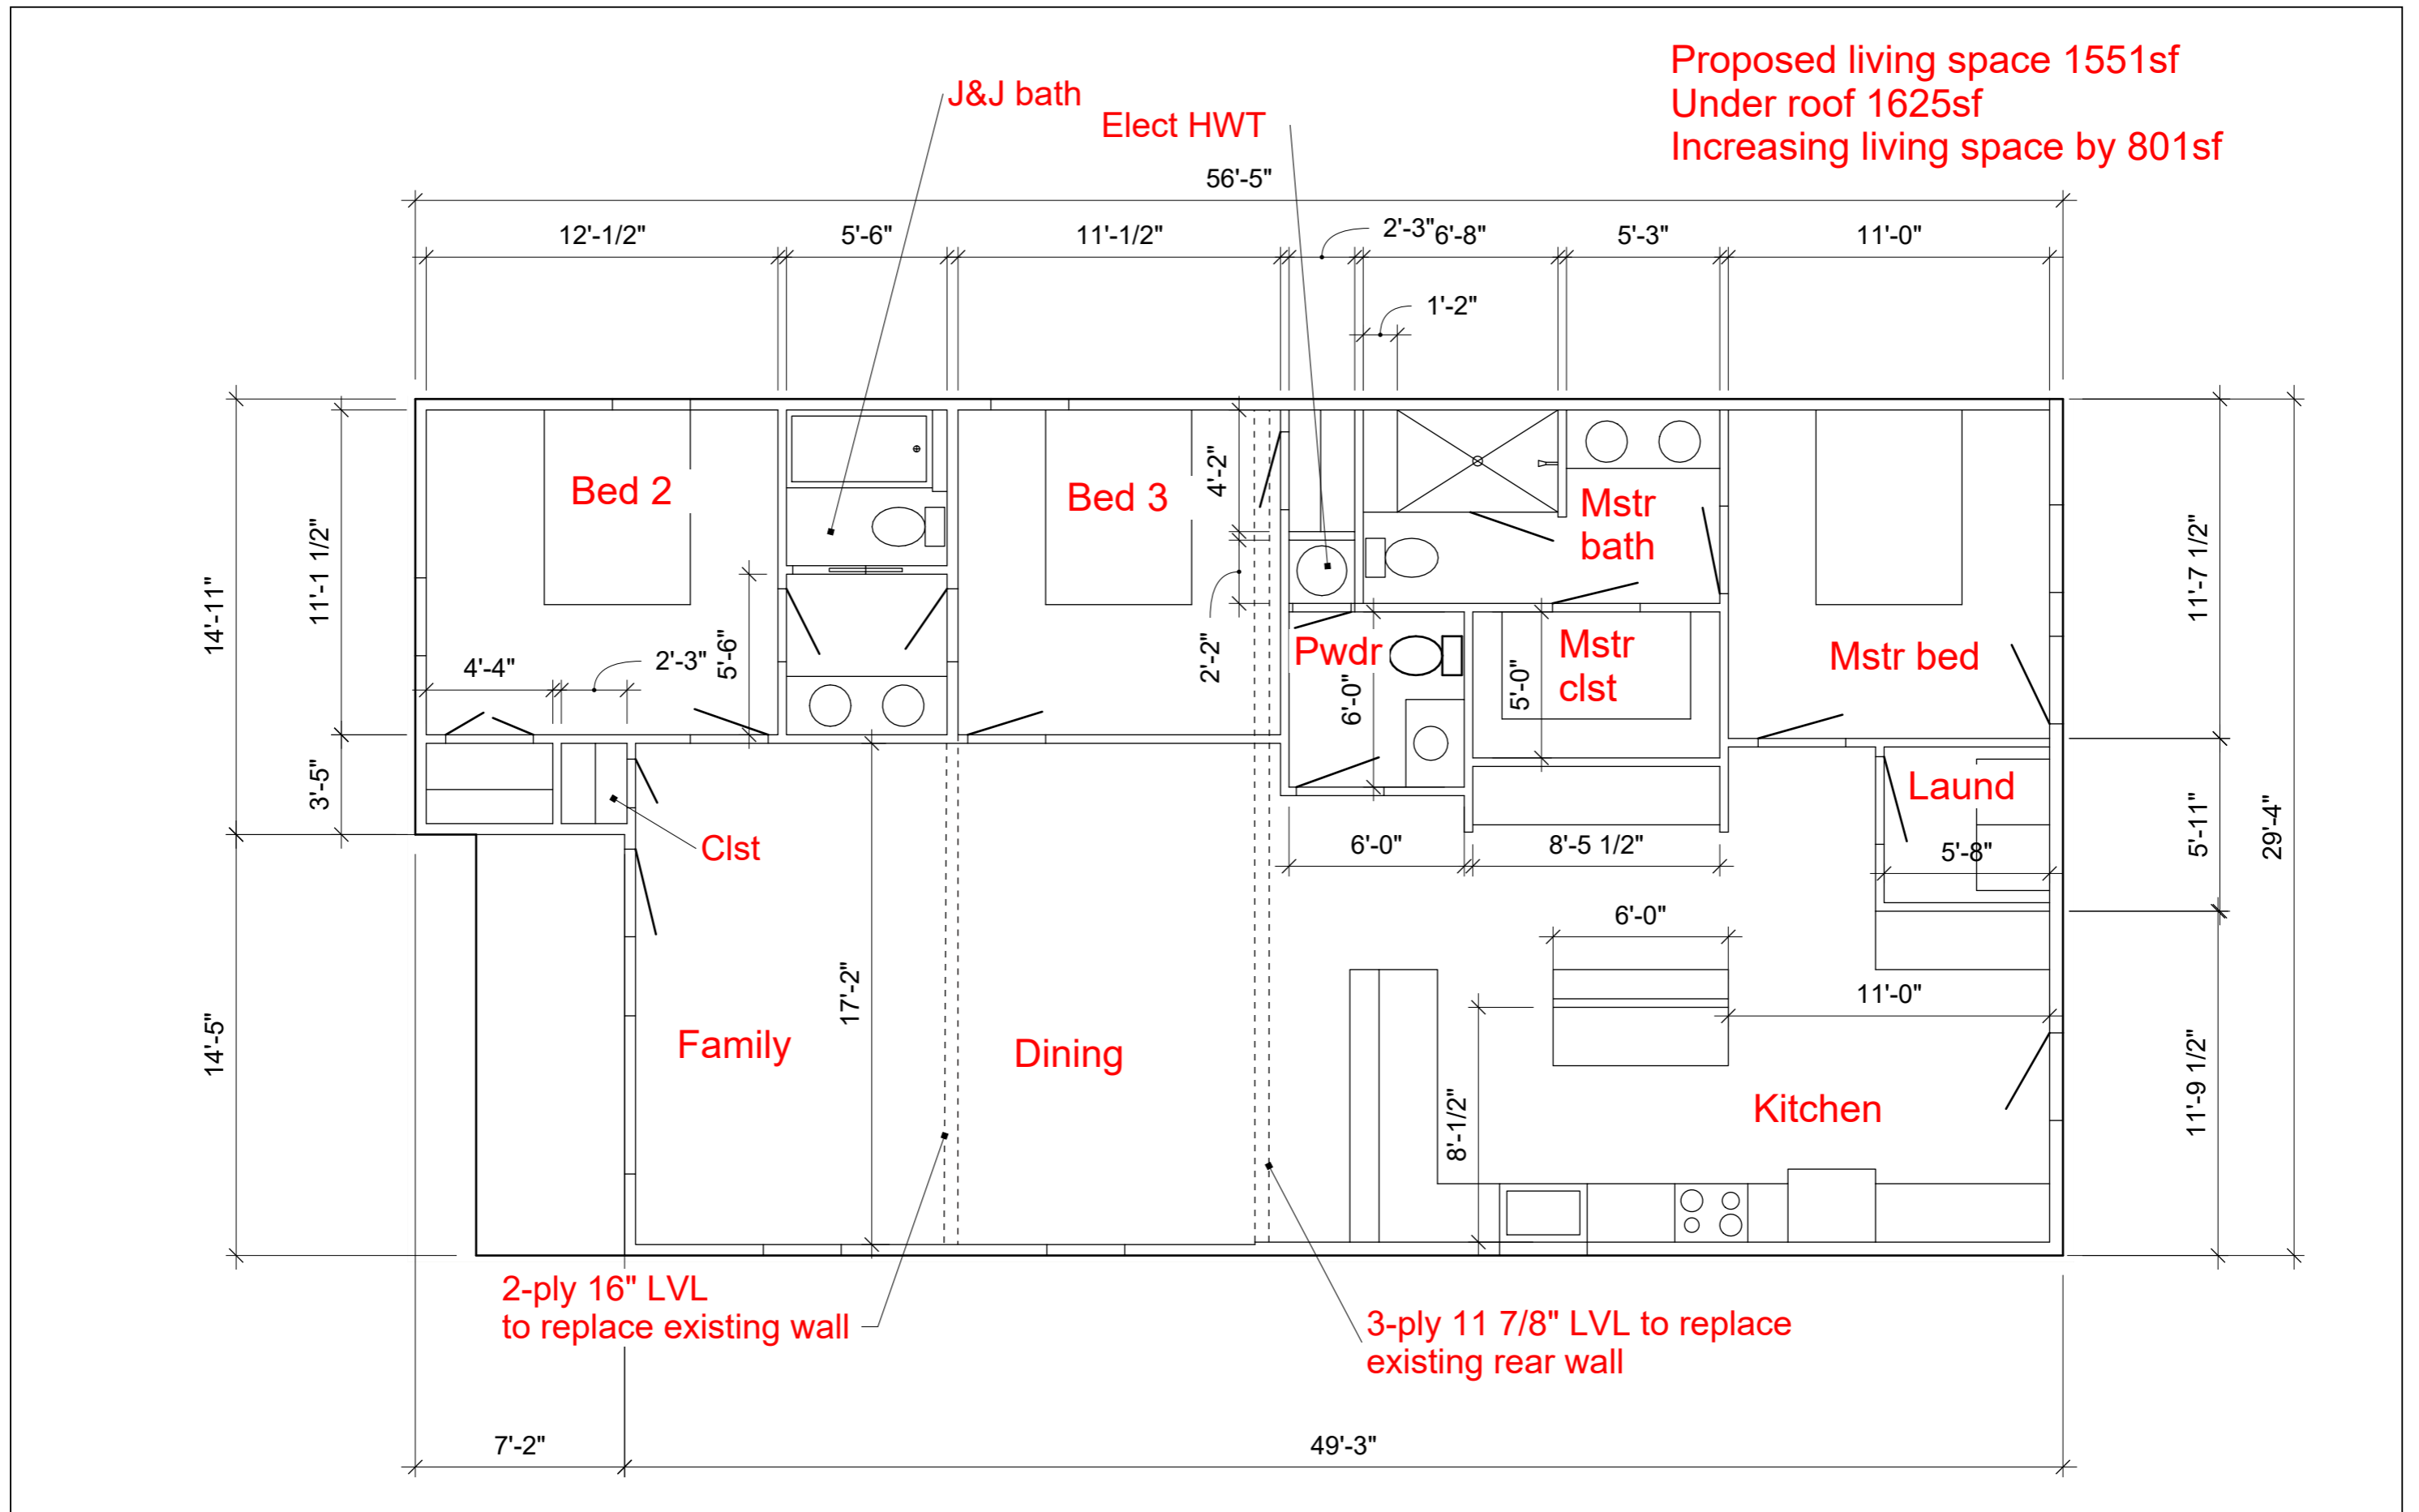 Proposed living space 1551sf
Under roof 1625sf
Increasing living space by 801sf
J&J bath
Elect HWT
56'-5"
12'-1/2"
5'-6"
11'-1/2"
2'-3"
6'-8"
5'-3"
11'-0"
1'-2"
14'-11"
11'-1 1/2"
3'-5"
14'-5"
Bed 2
Bed 3
4'-2"
2'-2"
Mstr
bath
4'-4"
2'-3"
5'-6"
Pwdr
6'-0"
Mstr
clst
5'-0"
Mstr bed
11'-7 1/2"
5'-11"
29'-4"
11'-9 1/2"
Laund
5'-8"
Clst
6'-0"
8'-5 1/2"
6'-0"
11'-0"
17'-2"
Family
Dining
8'-1/2"
Kitchen
2-ply 16" LVL
to replace existing wall
3-ply 11 7/8" LVL to replace
existing rear wall
7'-2"
49'-3"